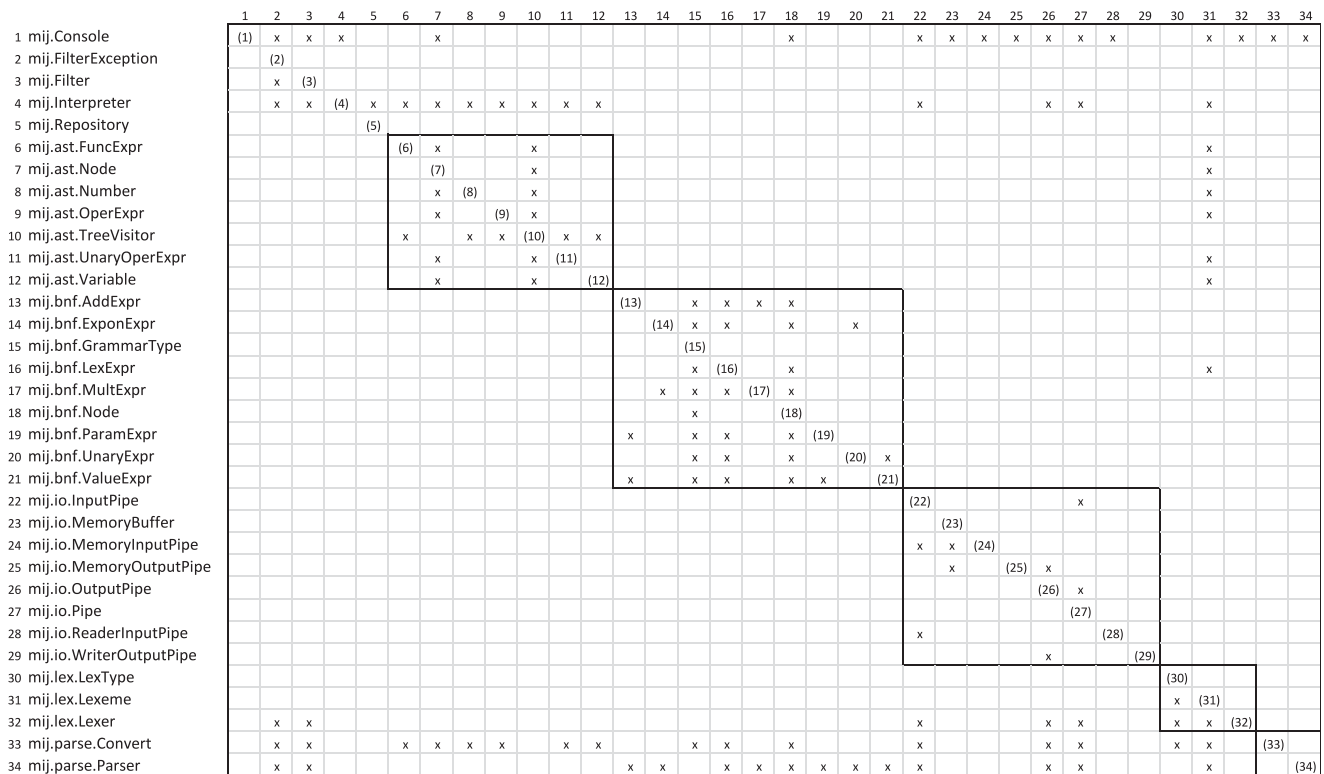 1 2 3 4 5 6 7 8 9 10 11 12 13 14 15 16 17 18 19 20 21 22 23 24 25 26 27 28 29 30 31 32 33 34
1 mij.Console (1) x x x x x x x x x x x x x x x x x
2 mij.FilterException (2)
3 mij.Filter x (3)
4 mij.Interpreter x x (4) x x x x x x x x x x x x
5 mij.Repository (5)
6 mij.ast.FuncExpr (6) x x x
7 mij.ast.Node (7) x x
8 mij.ast.Number x (8) x x
9 mij.ast.OperExpr x (9) x x
10 mij.ast.TreeVisitor x x x (10) x x
11 mij.ast.UnaryOperExpr x x (11) x
12 mij.ast.Variable x x (12) x
13 mij.bnf.AddExpr (13) x x x x
14 mij.bnf.ExponExpr (14) x x x x
15 mij.bnf.GrammarType (15)
16 mij.bnf.LexExpr x (16) x x
17 mij.bnf.MultExpr x x x (17) x
18 mij.bnf.Node x (18)
19 mij.bnf.ParamExpr x x x x (19)
20 mij.bnf.UnaryExpr x x x (20) x
21 mij.bnf.ValueExpr x x x x x (21)
22 mij.io.InputPipe (22) x
23 mij.io.MemoryBuffer (23)
24 mij.io.MemoryInputPipe x x (24)
25 mij.io.MemoryOutputPipe x (25) x
26 mij.io.OutputPipe (26) x
27 mij.io.Pipe (27)
28 mij.io.ReaderInputPipe x (28)
29 mij.io.WriterOutputPipe x (29)
30 mij.lex.LexType (30)
31 mij.lex.Lexeme x (31)
32 mij.lex.Lexer x x x x x x x (32)
33 mij.parse.Convert x x x x x x x x x x x x x x x x (33)
34 mij.parse.Parser x x x x x x x x x x x x x x (34)